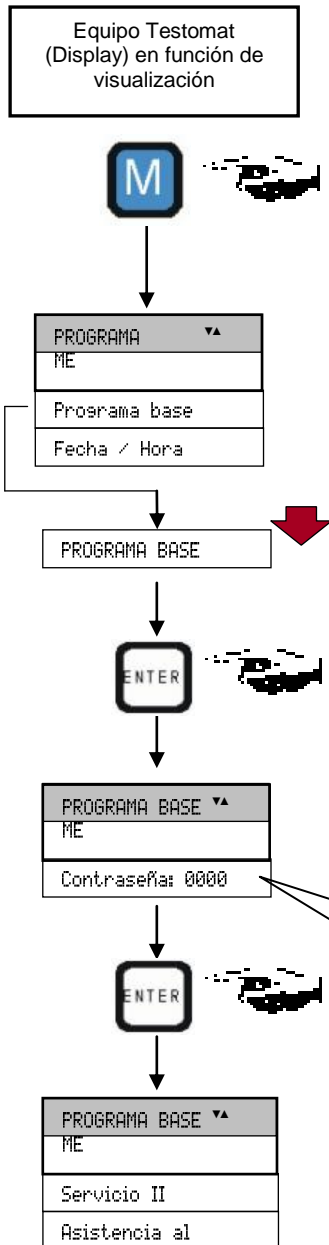 Equipo Testomat
(Display) en función de
visualización
M
PROGRAMA ▼▲
ME
Programa base
Fecha / Hora
PROGRAMA BASE
ENTER
PROGRAMA BASE ▼▲
ME
Contraseña: 0000
ENTER
PROGRAMA BASE ▼▲
ME
Servicio II
Asistencia al